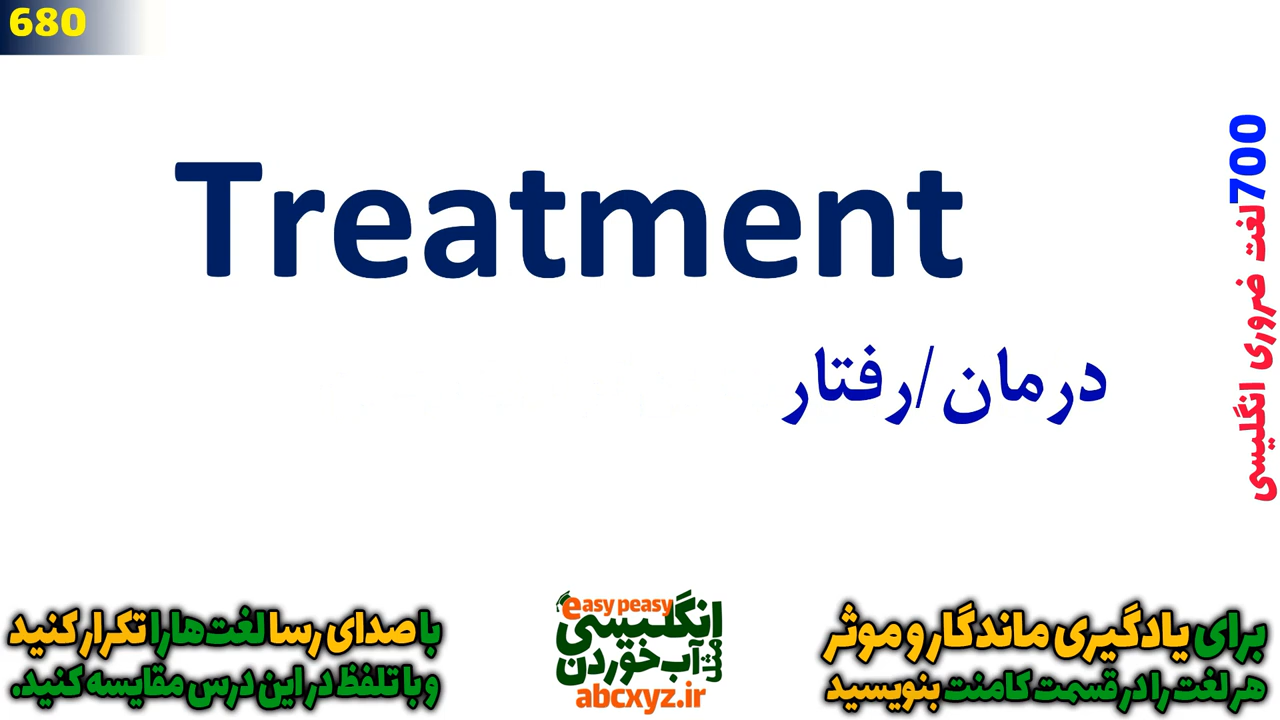 680
Treatment
درمان /رفتار
700 لغت ضروری انگلیسی
برای یادگیری ماندگار و موثر
هر لغت را در قسمت کامنت بنویسید
easy peasy
انگلیسی
مثل آب خوردن
abcxyz.ir
با صدای رسا لغت‌ها را تکرار کنید
و با تلفظ در این درس مقایسه کنید.